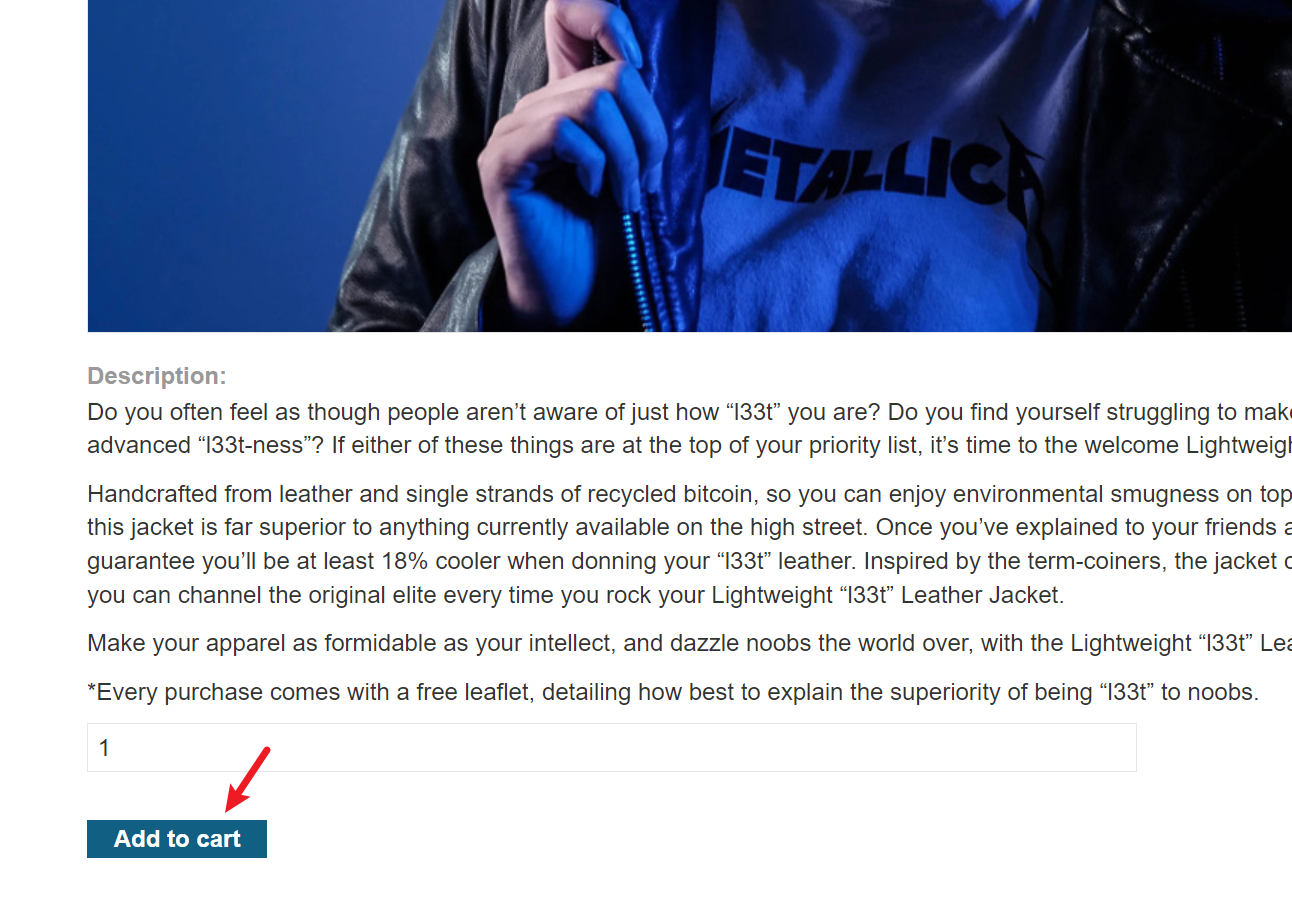 METALLICA
Description:
Do you often feel as though people aren’t aware of just how “l33t” you are? Do you find yourself struggling to make
advanced “l33t-ness”? If either of these things are at the top of your priority list, it’s time to the welcome Lightweigh
Handcrafted from leather and single strands of recycled bitcoin, so you can enjoy environmental smugness on top
this jacket is far superior to anything currently available on the high street. Once you’ve explained to your friends a
guarantee you’ll be at least 18% cooler when donning your “l33t” leather. Inspired by the term-coiners, the jacket
you can channel the original elite every time you rock your Lightweight “l33t” Leather Jacket.
Make your apparel as formidable as your intellect, and dazzle noobs the world over, with the Lightweight “l33t” Lea
*Every purchase comes with a free leaflet, detailing how best to explain the superiority of being “l33t” to noobs.
1
Add to cart